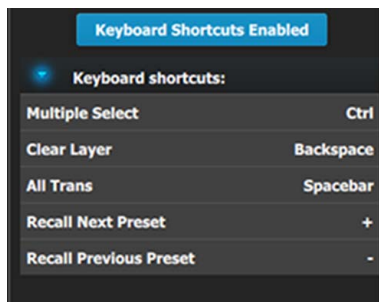 Keyboard Shortcuts Enabled
Keyboard shortcuts:
Multiple Select Ctrl
Clear Layer Backspace
All Trans Spacebar
Recall Next Preset +
Recall Previous Preset -